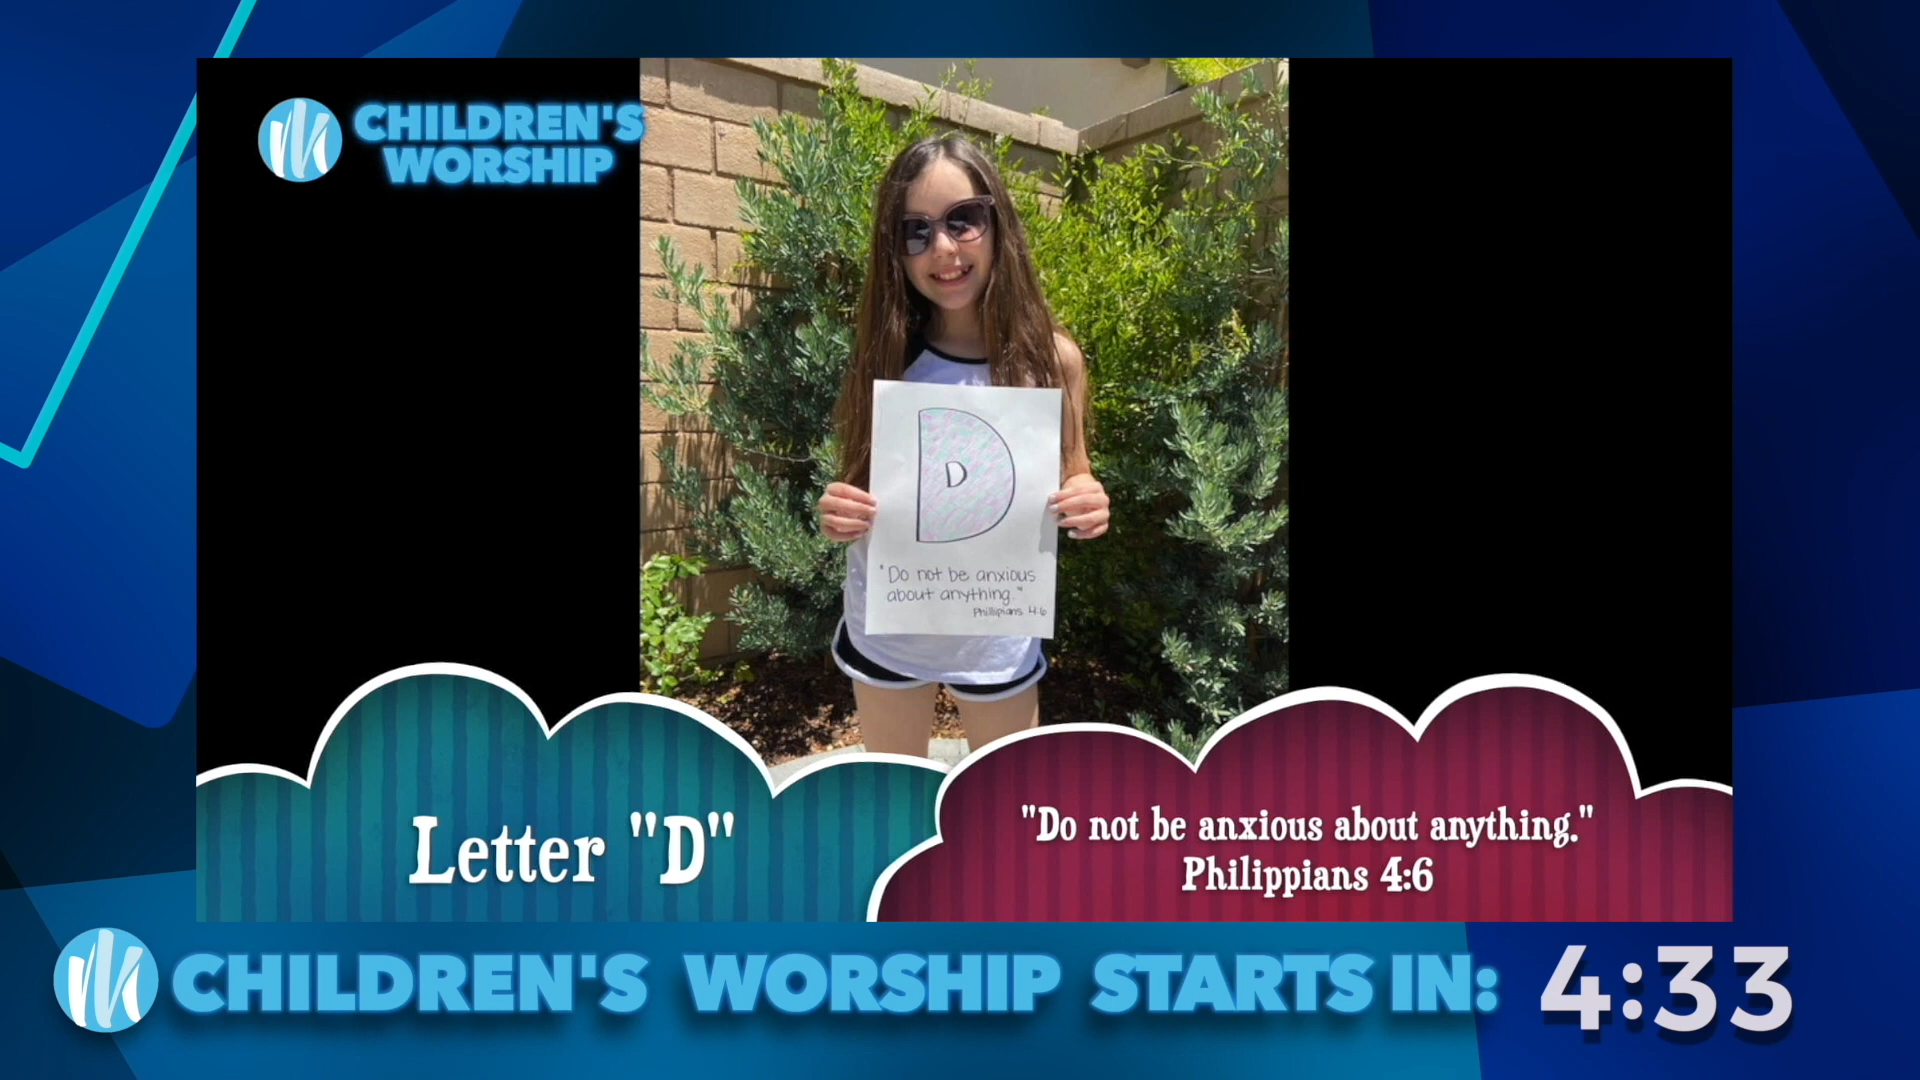 CHILDREN'S
WORSHIP
D
D
"Do not be anxious
about anything."
Phillipians 4:6
Letter "D"
"Do not be anxious about anything."
Philippians 4:6
CHILDREN'S WORSHIP STARTS IN: 4:33